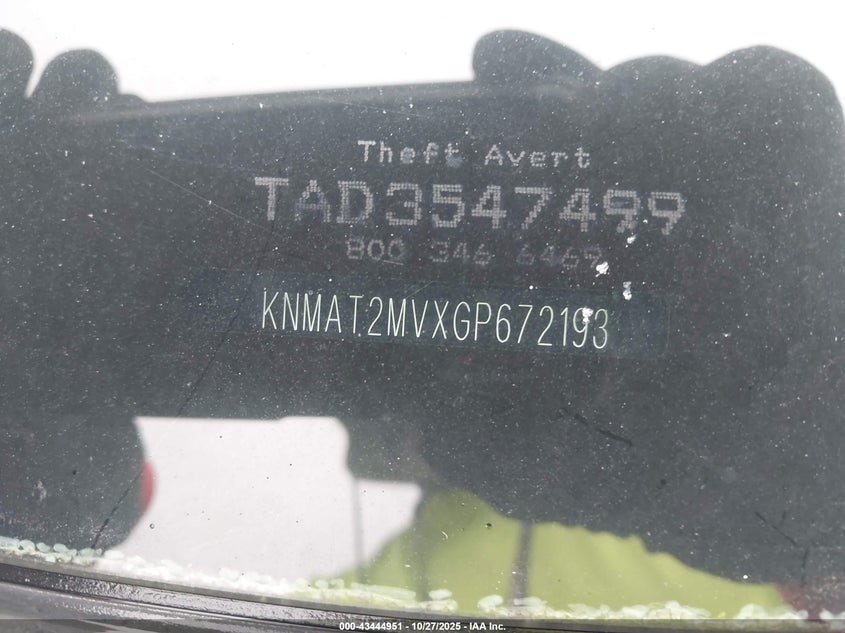 Theft Avert
TAD3547499
800 346 6469
KNMAT2MVXGP672193
000-43444951 - 10/27/2025 - IAA Inc.